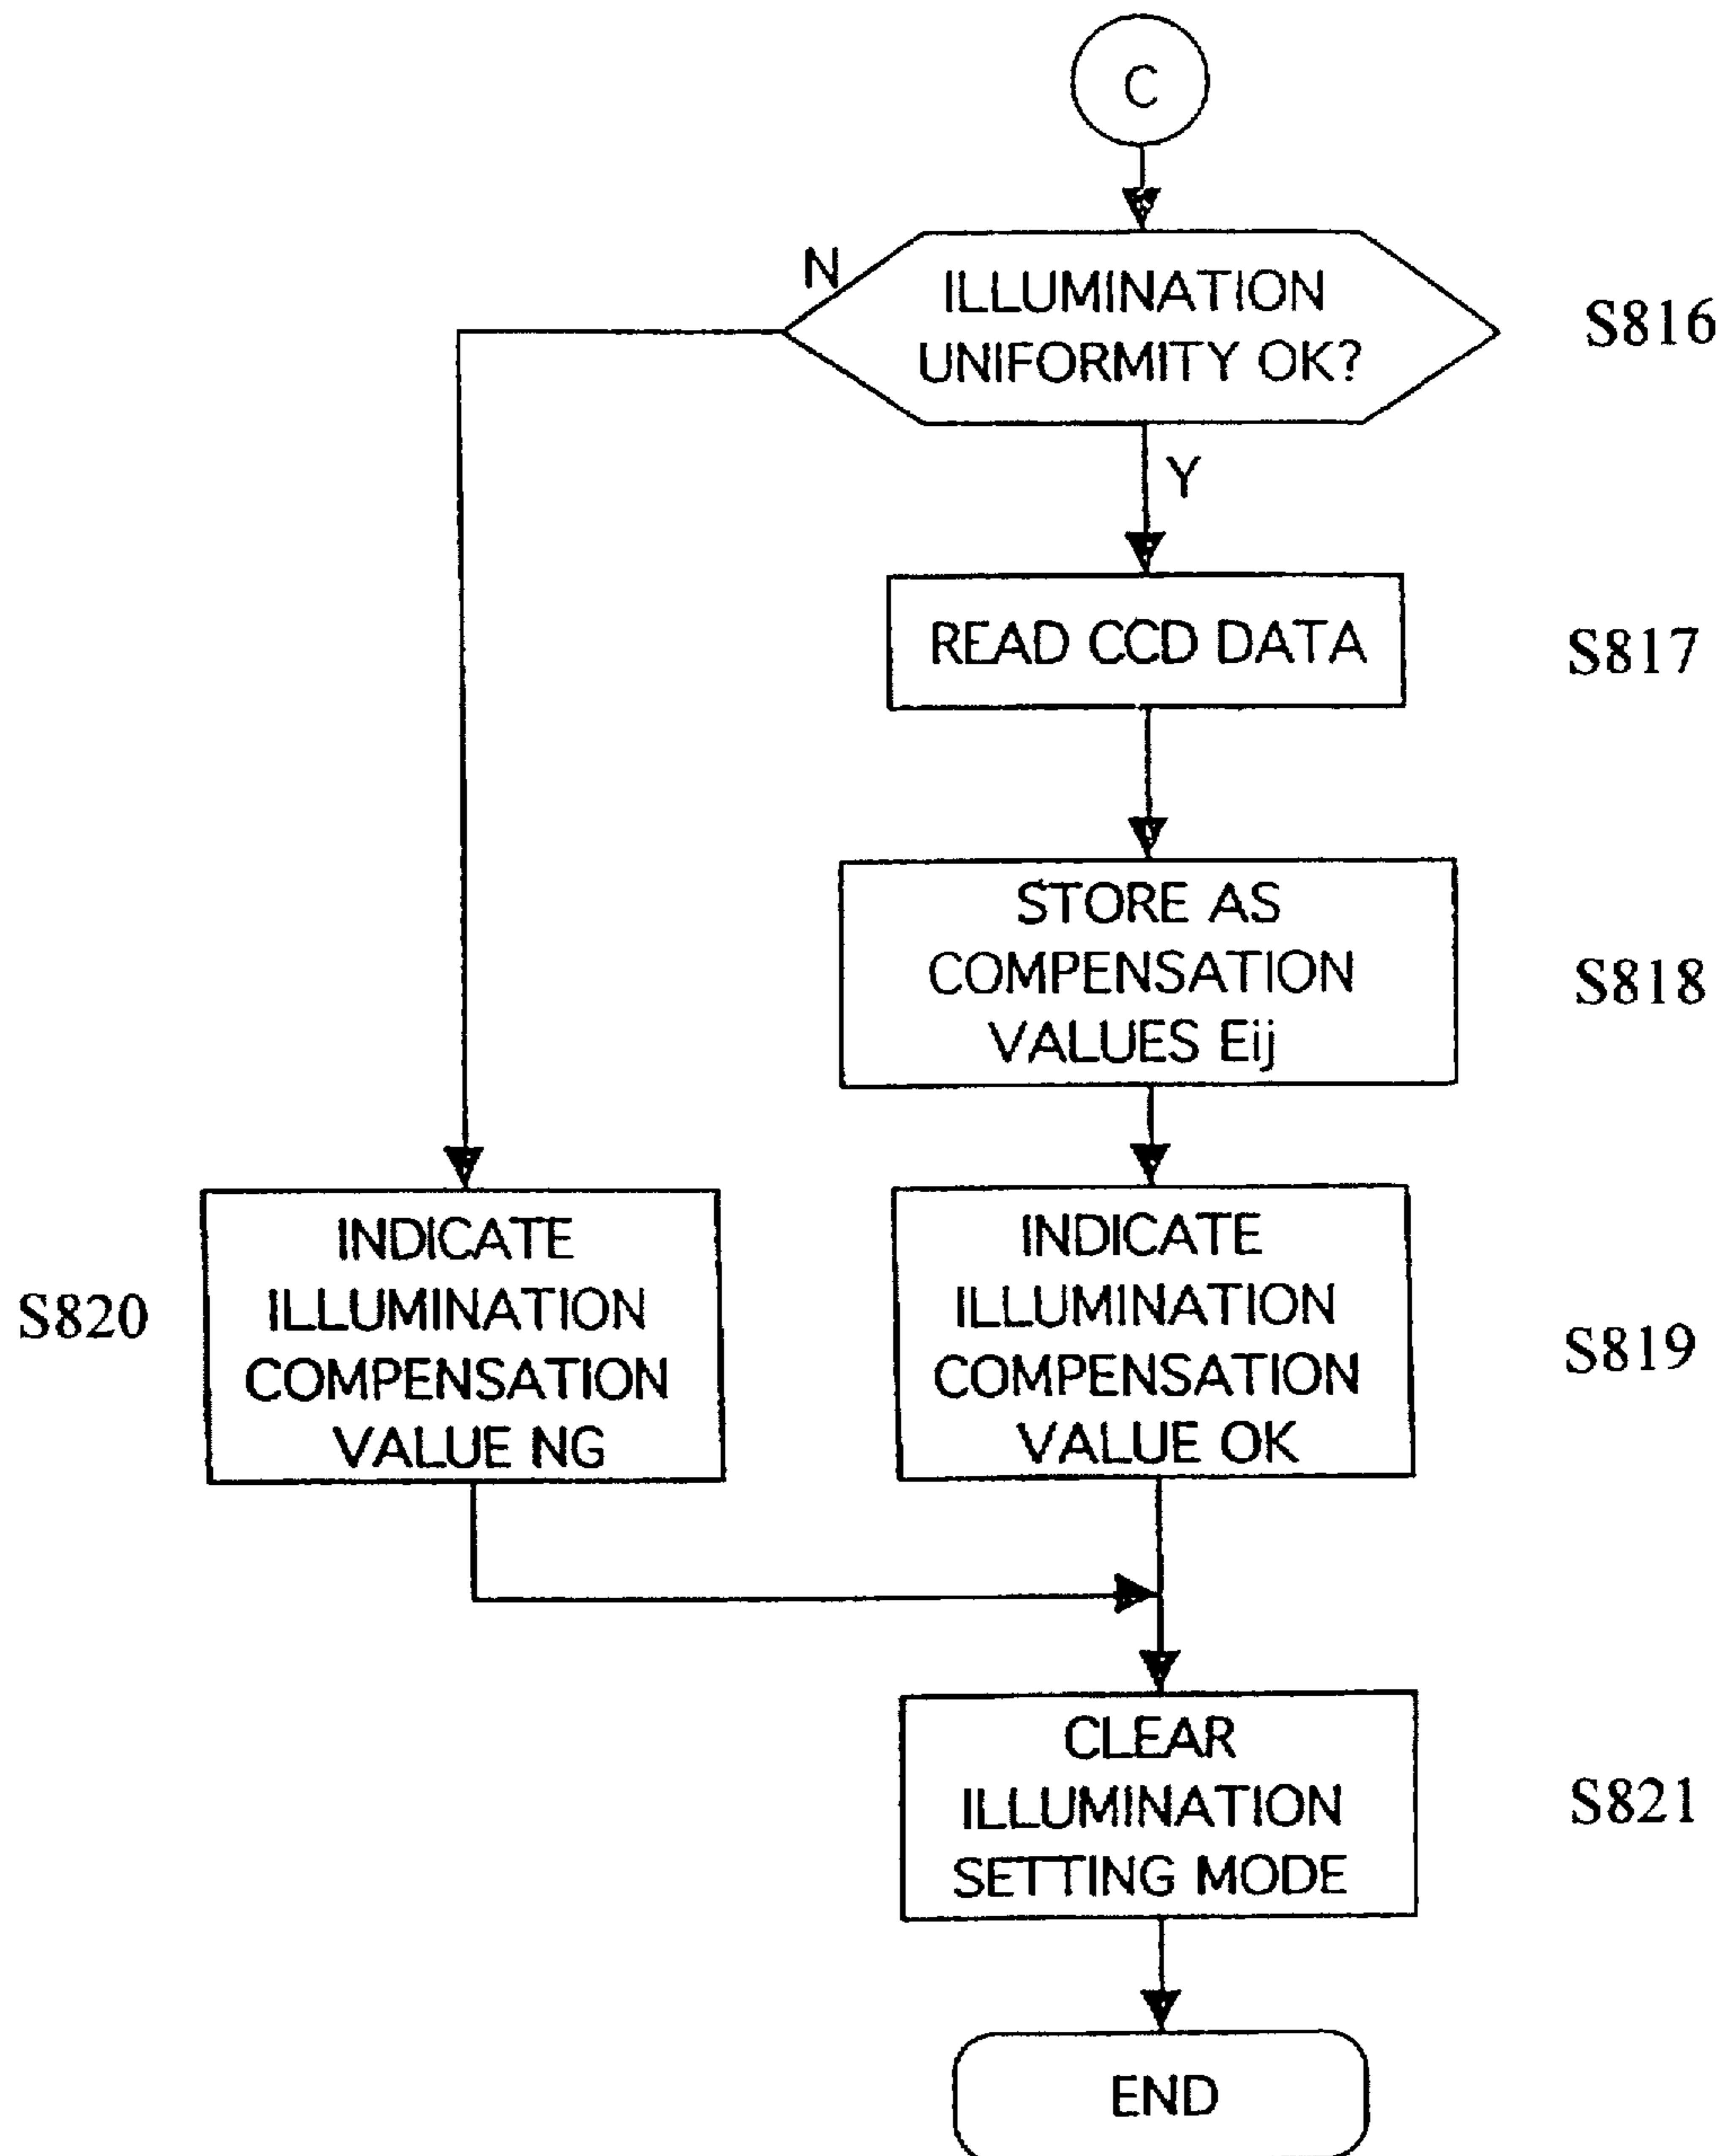 C
N
ILLUMINATION
UNIFORMITY OK?
S816
Y
READ CCD DATA
S817
STORE AS
COMPENSATION
VALUES Eij
S818
S820
INDICATE
ILLUMINATION
COMPENSATION
VALUE NG
INDICATE
ILLUMINATION
COMPENSATION
VALUE OK
S819
CLEAR
ILLUMINATION
SETTING MODE
S821
END